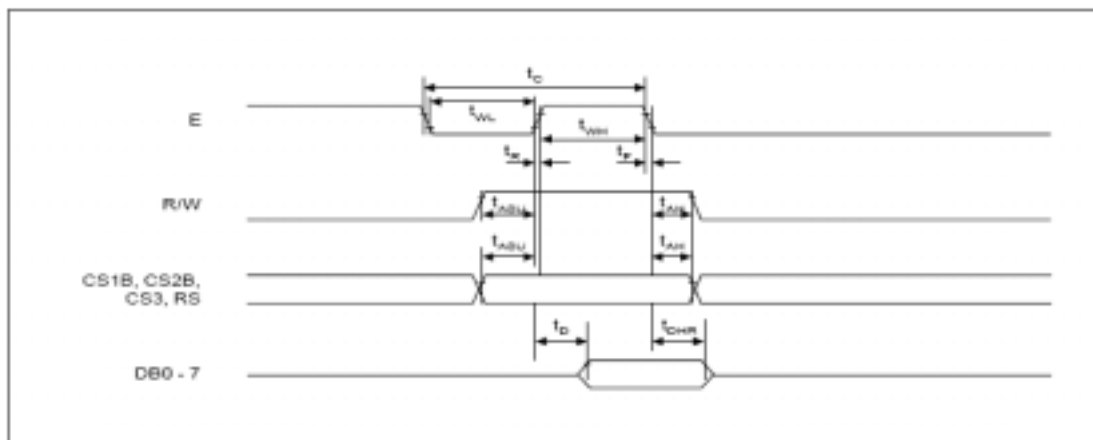 tC
E
tWL
tWH
tR
tF
R/W
tASU
tAH
tASU
tAH
CS1B, CS2B,
CS3, RS
tD
tDHR
DB0 - 7